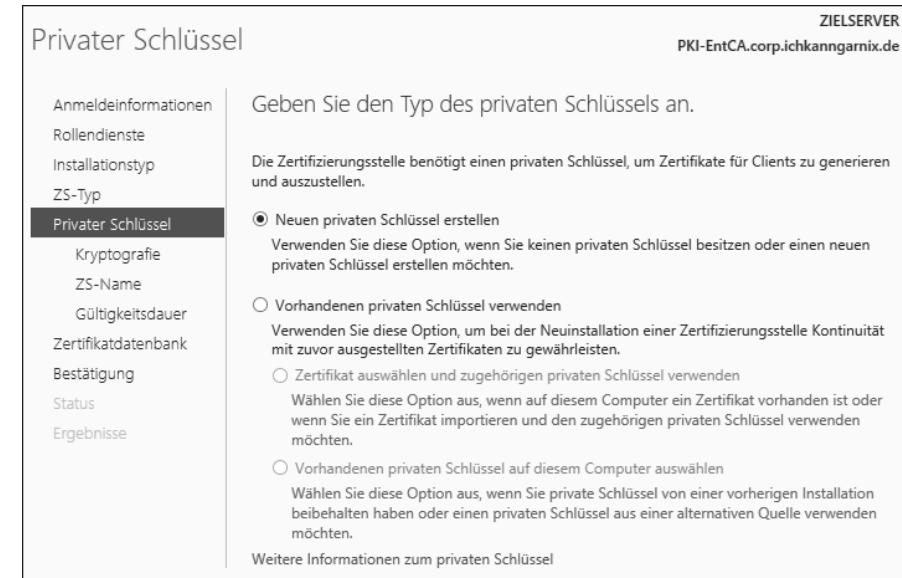 Privater Schlüssel
ZIELSERVER
PKI-EntCA.corp.ichkanngarnix.de
Anmeldeinformationen
Rollendienste
Installationstyp
ZS-Typ
Privater Schlüssel
Kryptografie
ZS-Name
Gültigkeitsdauer
Zertifikatdatenbank
Bestätigung
Status
Ergebnisse
Geben Sie den Typ des privaten Schlüssels an.
Die Zertifizierungsstelle benötigt einen privaten Schlüssel, um Zertifikate für Clients zu generieren
und auszustellen.
Neuen privaten Schlüssel erstellen
Verwenden Sie diese Option, wenn Sie keinen privaten Schlüssel besitzen oder einen neuen
privaten Schlüssel erstellen möchten.
Vorhandenen privaten Schlüssel verwenden
Verwenden Sie diese Option, um bei der Neuinstallation einer Zertifizierungsstelle Kontinuität
mit zuvor ausgestellten Zertifikaten zu gewährleisten.
Zertifikat auswählen und zugehörigen privaten Schlüssel verwenden
Wählen Sie diese Option aus, wenn auf diesem Computer ein Zertifikat vorhanden ist oder
wenn Sie ein Zertifikat importieren und den zugehörigen privaten Schlüssel verwenden
möchten.
Vorhandenen privaten Schlüssel auf diesem Computer auswählen
Wählen Sie diese Option aus, wenn Sie private Schlüssel von einer vorherigen Installation
beibehalten haben oder einen privaten Schlüssel aus einer alternativen Quelle verwenden
möchten.
Weitere Informationen zum privaten Schlüssel